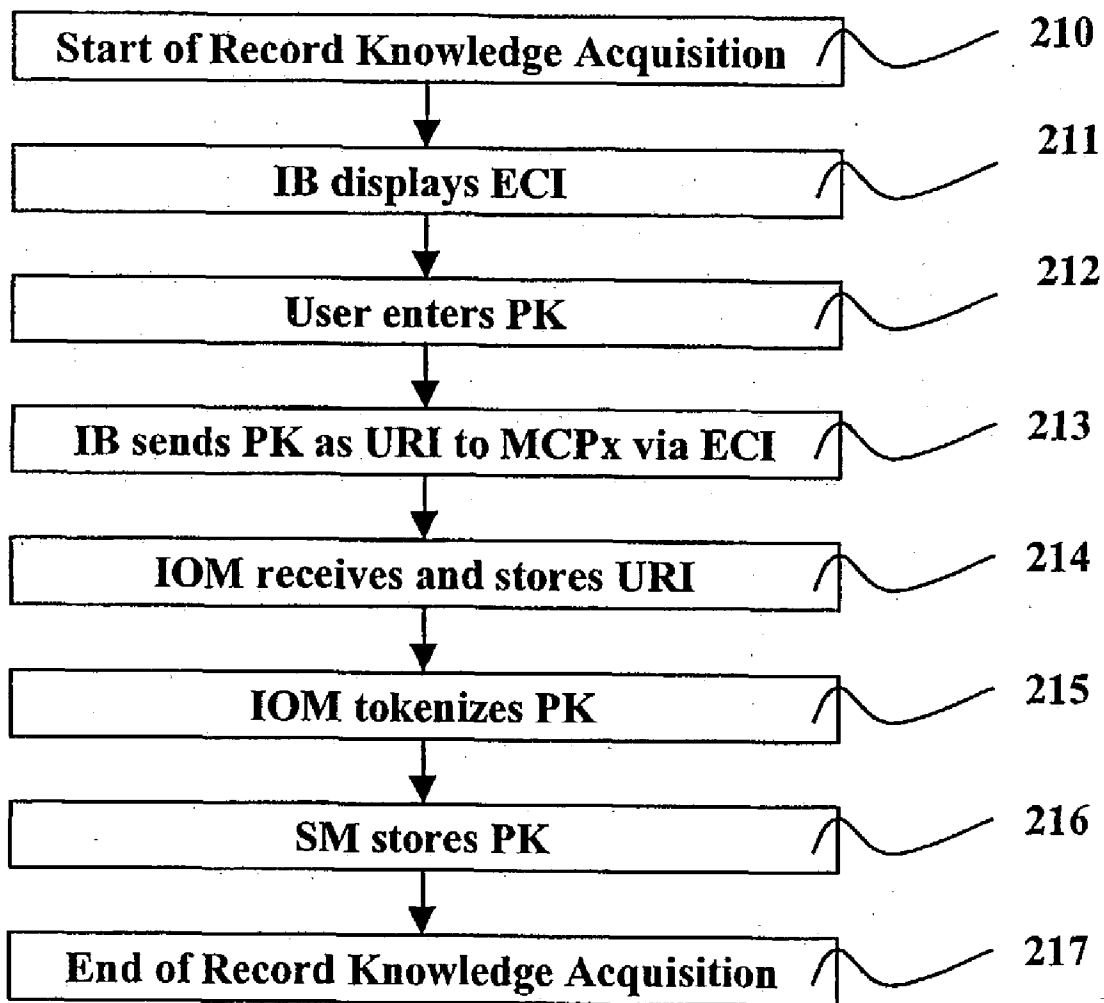 Start of Record Knowledge Acquisition 210
IB displays ECI 211
User enters PK 212
IB sends PK as URI to MCPx via ECI 213
IOM receives and stores URI 214
IOM tokenizes PK 215
SM stores PK 216
End of Record Knowledge Acquisition 217